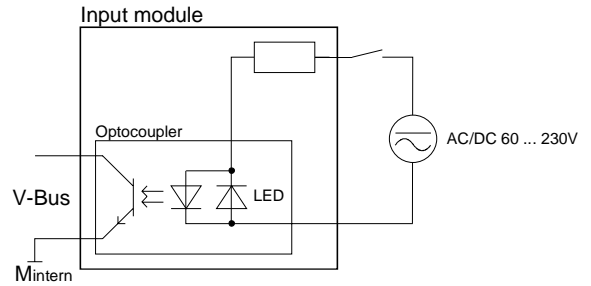 Input module
Optocoupler
AC/DC 60 ... 230V
V-Bus
LED
Mintern